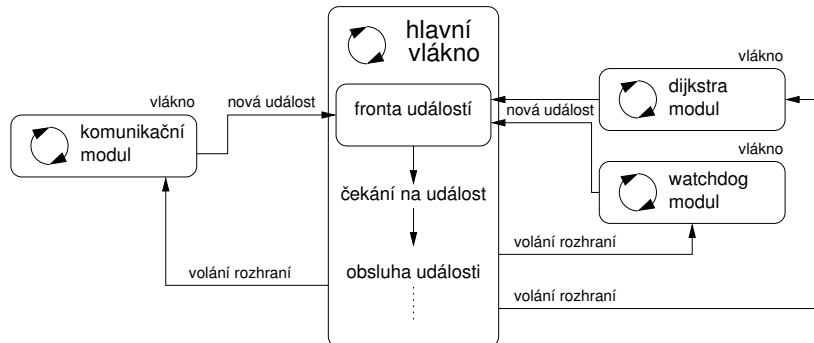 hlavní
vlákno
vlákno
nová událost
komunikační
modul
fronta událostí
nová událost
vlákno
dijkstra
modul
vlákno
watchdog
modul
čekání na událost
volání rozhraní
volání rozhraní
obsluha události
volání rozhraní